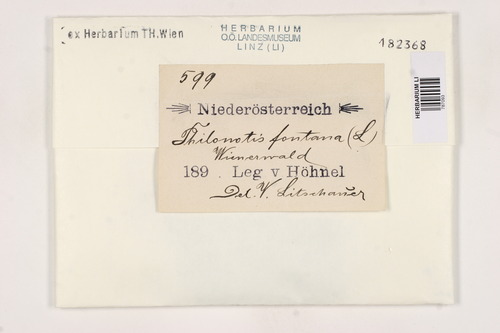 ex Herbarium TH.Wien
HERBARIUM
O.Ö. LANDESMUSEUM
LINZ (LI)
182368
HERBARIUM LI
599
Niederösterreich
Philonotis fontana (L)
Wienerwald
189 . Leg v Höhnel
Det. V. Litschauer